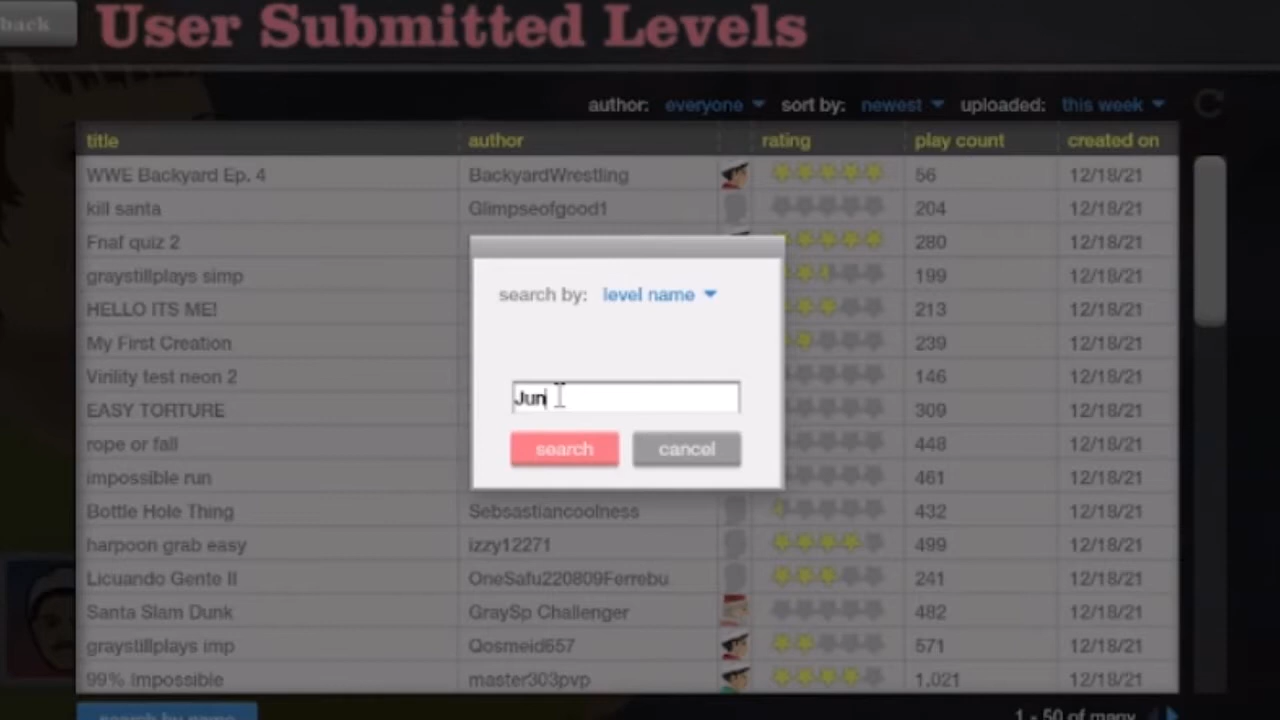 back
User Submitted Levels
author: everyone sort by: newest uploaded: this week
title author rating play count created on
WWE Backyard Ep. 4 BackyardWrestling 56 12/18/21
kill santa Glimpseofgood1 204 12/18/21
Fnaf quiz 2 280 12/18/21
graystillplays simp 199 12/18/21
HELLO ITS ME! 213 12/18/21
My First Creation 239 12/18/21
Virility test neon 2 146 12/18/21
EASY TORTURE 309 12/18/21
rope or fall 448 12/18/21
impossible run 461 12/18/21
Bottle Hole Thing Sebsastiancoolness 432 12/18/21
harpoon grab easy izzy12271 499 12/18/21
Licuando Gente II OneSafu220809Ferrebu 241 12/18/21
Santa Slam Dunk GraySp Challenger 482 12/18/21
graystillplays imp Qosmeid657 571 12/18/21
99% Impossible master303pvp 1,021 12/18/21
search by name 1 - 50 of many
search by: level name
Jun
search cancel